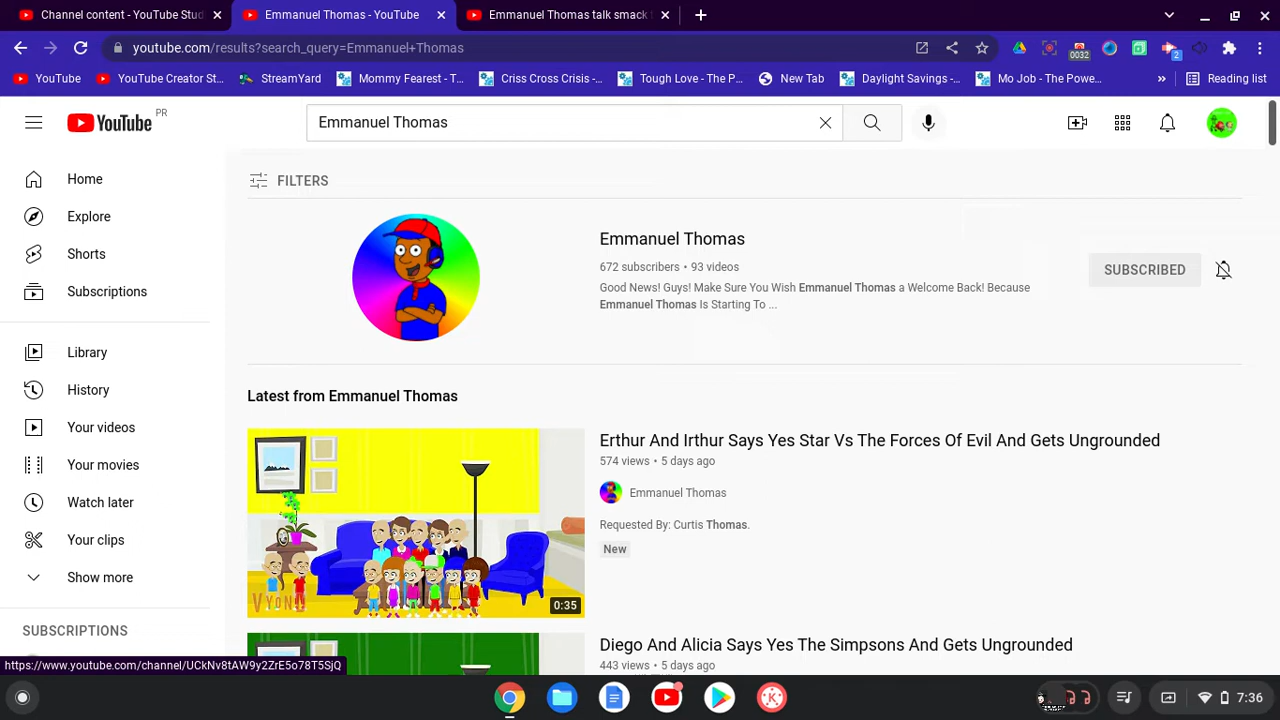 Channel content - YouTube Stud
Emmanuel Thomas - YouTube
Emmanuel Thomas talk smack t
youtube.com/results?search_query=Emmanuel+Thomas
0032
2
YouTube
YouTube Creator St...
StreamYard
Mommy Fearest - T...
Criss Cross Crisis -...
Tough Love - The P...
New Tab
Daylight Savings -...
Mo Job - The Powe...
»
Reading list
YouTube PR
Emmanuel Thomas
Home
Explore
Shorts
Subscriptions
Library
History
Your videos
Your movies
Watch later
Your clips
Show more
SUBSCRIPTIONS
FILTERS
Emmanuel Thomas
672 subscribers • 93 videos
Good News! Guys! Make Sure You Wish Emmanuel Thomas a Welcome Back! Because
Emmanuel Thomas Is Starting To ...
SUBSCRIBED
Latest from Emmanuel Thomas
VYON
0:35
Erthur And Irthur Says Yes Star Vs The Forces Of Evil And Gets Ungrounded
574 views • 5 days ago
Emmanuel Thomas
Requested By: Curtis Thomas.
New
Diego And Alicia Says Yes The Simpsons And Gets Ungrounded
443 views • 5 days ago
https://www.youtube.com/channel/UCkNv8tAW9y2ZrE5o78T5SjQ
7:36